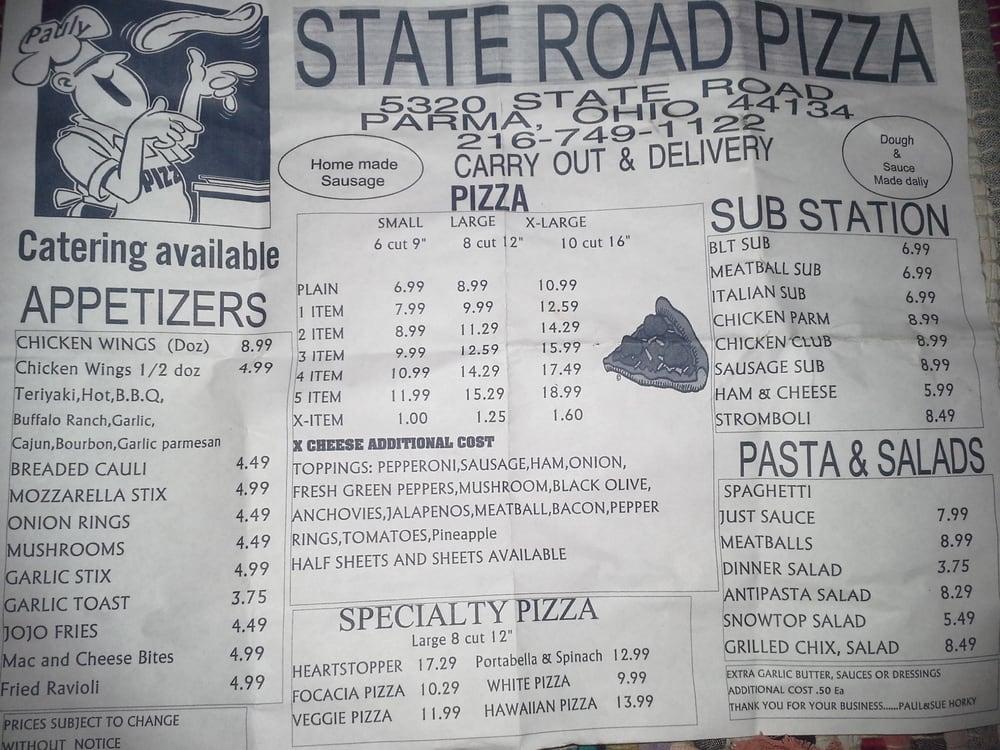 Pauly
PIZZ
Catering available
STATE ROAD PIZZA
5320 STATE ROAD
PARMA, OHIO 44134
216-749-1122
CARRY OUT & DELIVERY
Home made
Sausage
Dough
&
Sauce
Made daily
APPETIZERS
CHICKEN WINGS (Doz) 8.99
Chicken Wings 1/2 doz 4.99
Teriyaki,Hot,B.B.Q,
Buffalo Ranch,Garlic,
Cajun,Bourbon,Garlic parmesan
BREADED CAULI 4.49
MOZZARELLA STIX 4.99
ONION RINGS 4.49
MUSHROOMS 4.49
GARLIC STIX 4.99
GARLIC TOAST 3.75
JOJO FRIES 4.49
Mac and Cheese Bites 4.99
Fried Ravioli 4.99
PRICES SUBJECT TO CHANGE
WITHOUT NOTICE
PIZZA
SMALL LARGE X-LARGE
6 cut 9" 8 cut 12" 10 cut 16"
PLAIN 6.99 8.99 10.99
1 ITEM 7.99 9.99 12.59
2 ITEM 8.99 11.29 14.29
3 ITEM 9.99 12.59 15.99
4 ITEM 10.99 14.29 17.49
5 ITEM 11.99 15.29 18.99
X-ITEM 1.00 1.25 1.60
X CHEESE ADDITIONAL COST
TOPPINGS: PEPPERONI,SAUSAGE,HAM,ONION,
FRESH GREEN PEPPERS,MUSHROOM,BLACK OLIVE,
ANCHOVIES,JALAPENOS,MEATBALL,BACON,PEPPER
RINGS,TOMATOES,Pineapple
HALF SHEETS AND SHEETS AVAILABLE
SPECIALTY PIZZA
Large 8 cut 12"
HEARTSTOPPER 17.29 Portabella & Spinach 12.99
FOCACIA PIZZA 10.29 WHITE PIZZA 9.99
VEGGIE PIZZA 11.99 HAWAIIAN PIZZA 13.99
SUB STATION
BLT SUB 6.99
MEATBALL SUB 6.99
ITALIAN SUB 6.99
CHICKEN PARM 8.99
CHICKEN CLUB 8.99
SAUSAGE SUB 8.99
HAM & CHEESE 5.99
STROMBOLI 8.49
PASTA & SALADS
SPAGHETTI
JUST SAUCE 7.99
MEATBALLS 8.99
DINNER SALAD 3.75
ANTIPASTA SALAD 8.29
SNOWTOP SALAD 5.49
GRILLED CHIX, SALAD 8.49
EXTRA GARLIC BUTTER, SAUCES OR DRESSINGS
ADDITIONAL COST .50 Ea
THANK YOU FOR YOUR BUSINESS......PAUL&SUE HORKY